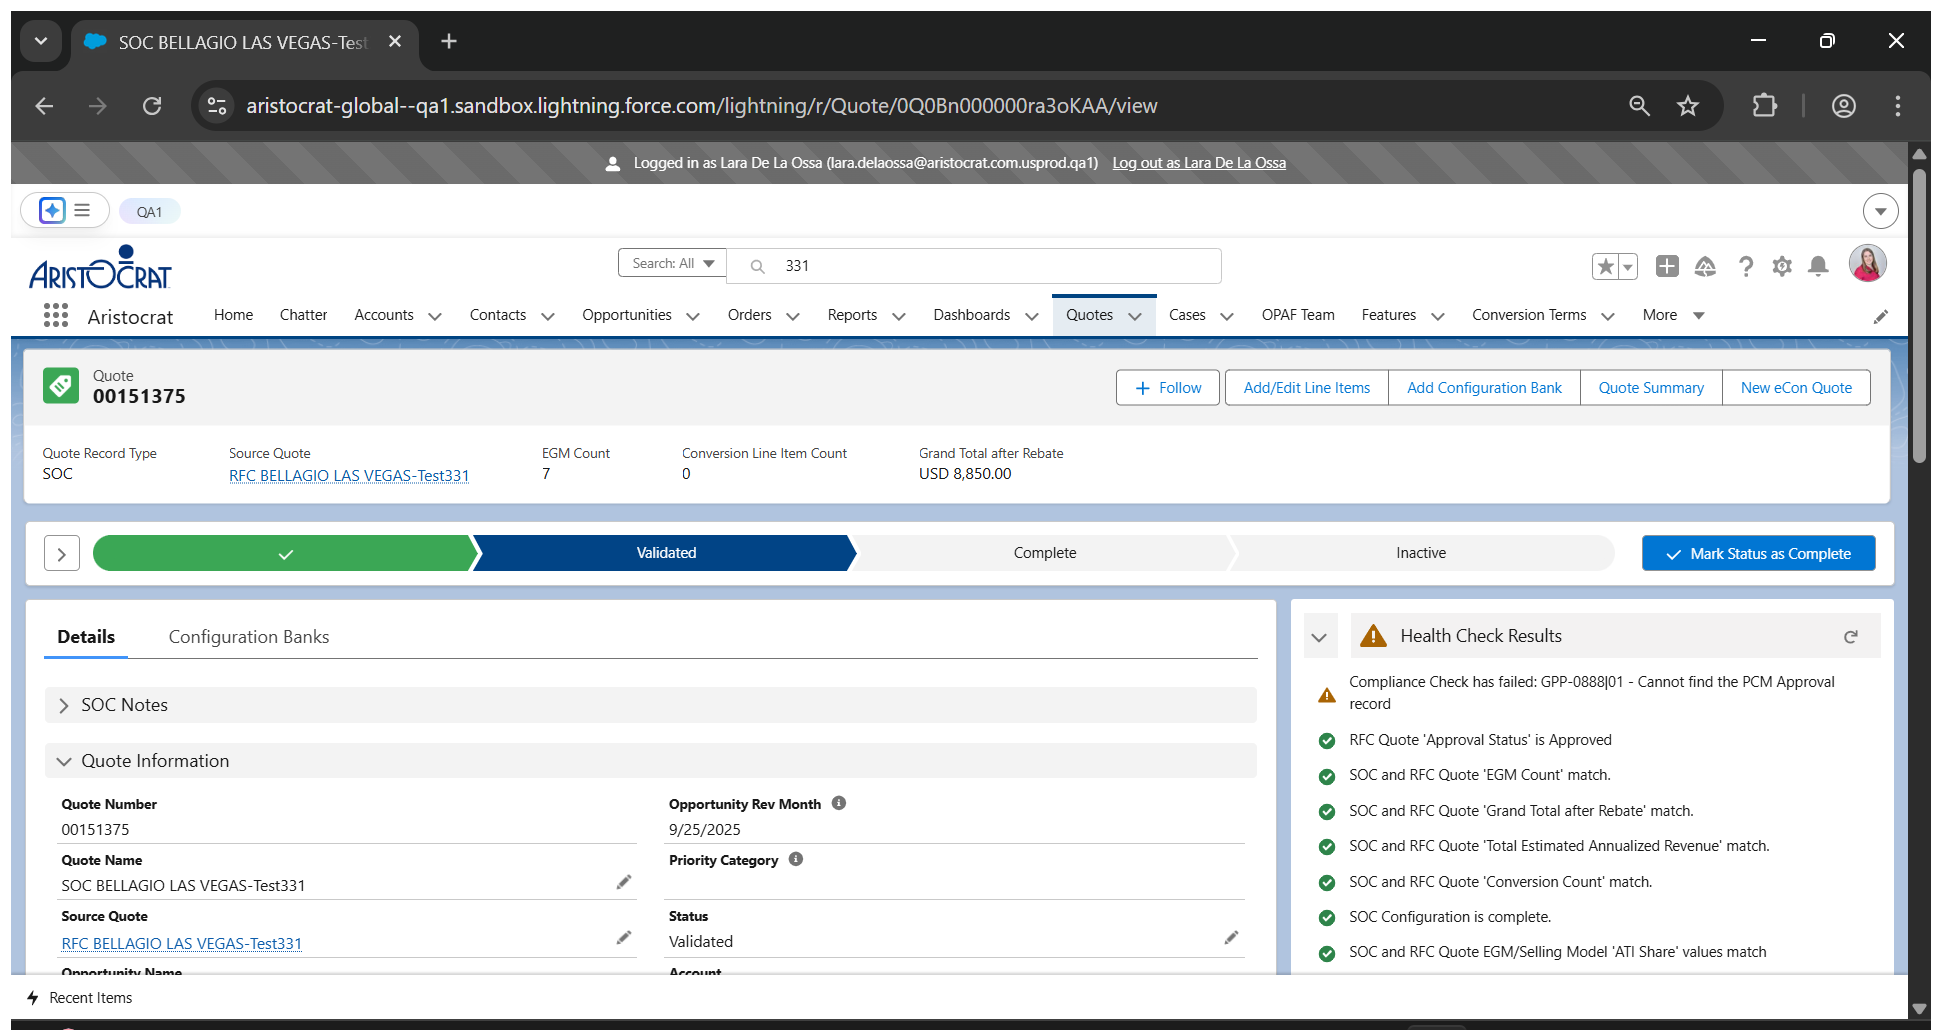 SOC BELLAGIO LAS VEGAS-Test
aristocrat-global--qa1.sandbox.lightning.force.com/lightning/r/Quote/0Q0Bn000000ra3oKAA/view
Logged in as Lara De La Ossa (lara.delaossa@aristocrat.com.usprod.qa1) Log out as Lara De La Ossa
QA1
ARISTOCRAT
Search: All 331
Aristocrat Home Chatter Accounts Contacts Opportunities Orders Reports Dashboards Quotes Cases OPAF Team Features Conversion Terms More
Quote
00151375
Follow Add/Edit Line Items Add Configuration Bank Quote Summary New eCon Quote
Quote Record Type Source Quote EGM Count Conversion Line Item Count Grand Total after Rebate
SOC RFC BELLAGIO LAS VEGAS-Test331 7 0 USD 8,850.00
Validated Complete Inactive Mark Status as Complete
Details Configuration Banks
SOC Notes
Quote Information
Quote Number
00151375
Opportunity Rev Month
9/25/2025
Quote Name
SOC BELLAGIO LAS VEGAS-Test331
Priority Category
Source Quote
RFC BELLAGIO LAS VEGAS-Test331
Status
Validated
Opportunity Name
Account
Health Check Results
Compliance Check has failed: GPP-0888|01 - Cannot find the PCM Approval
record
RFC Quote 'Approval Status' is Approved
SOC and RFC Quote 'EGM Count' match.
SOC and RFC Quote 'Grand Total after Rebate' match.
SOC and RFC Quote 'Total Estimated Annualized Revenue' match.
SOC and RFC Quote 'Conversion Count' match.
SOC Configuration is complete.
SOC and RFC Quote EGM/Selling Model 'ATI Share' values match
Recent Items